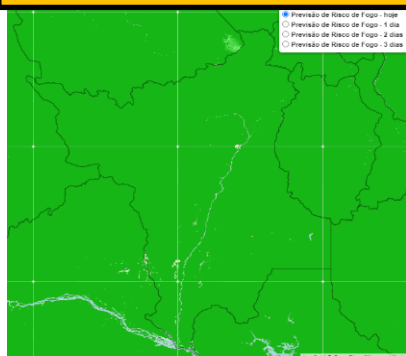 Previsão de Risco de Fogo - hoje
Previsão de Risco de Fogo - 1 dia
Previsão de Risco de Fogo - 2 dias
Previsão de Risco de Fogo - 3 dias